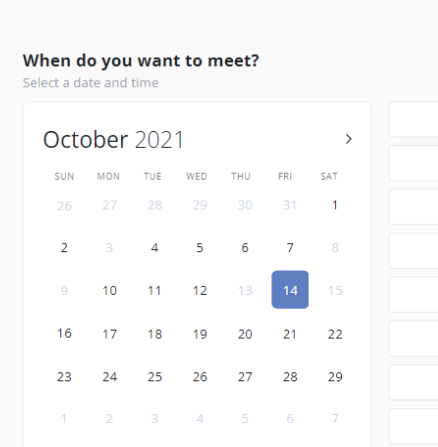 When do you want to meet?
Select a date and time
October 2021
SUN MON TUE WED THU FRI SAT
26 27 28 29 30 31 1
2 3 4 5 6 7 8
9 10 11 12 13 14 15
16 17 18 19 20 21 22
23 24 25 26 27 28 29
1 2 3 4 5 6 7